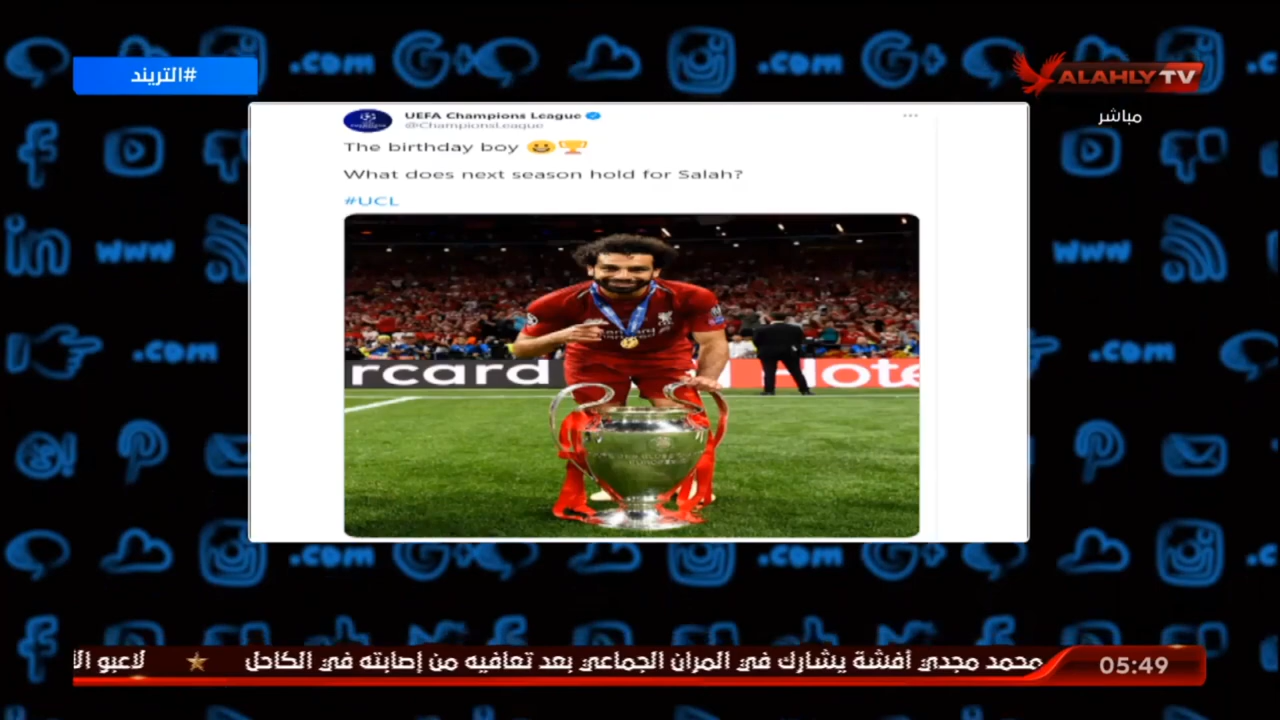 #التريند
ALAHLY TV
مباشر
UEFA Champions League
@ChampionsLeague
The birthday boy 😀🏆
What does next season hold for Salah?
#UCL
rcard
Hote
محمد مجدي أفشة يشارك في المران الجماعي بعد تعافيه من إصابته في الكاحل ★ لاعبو الأ
05:49